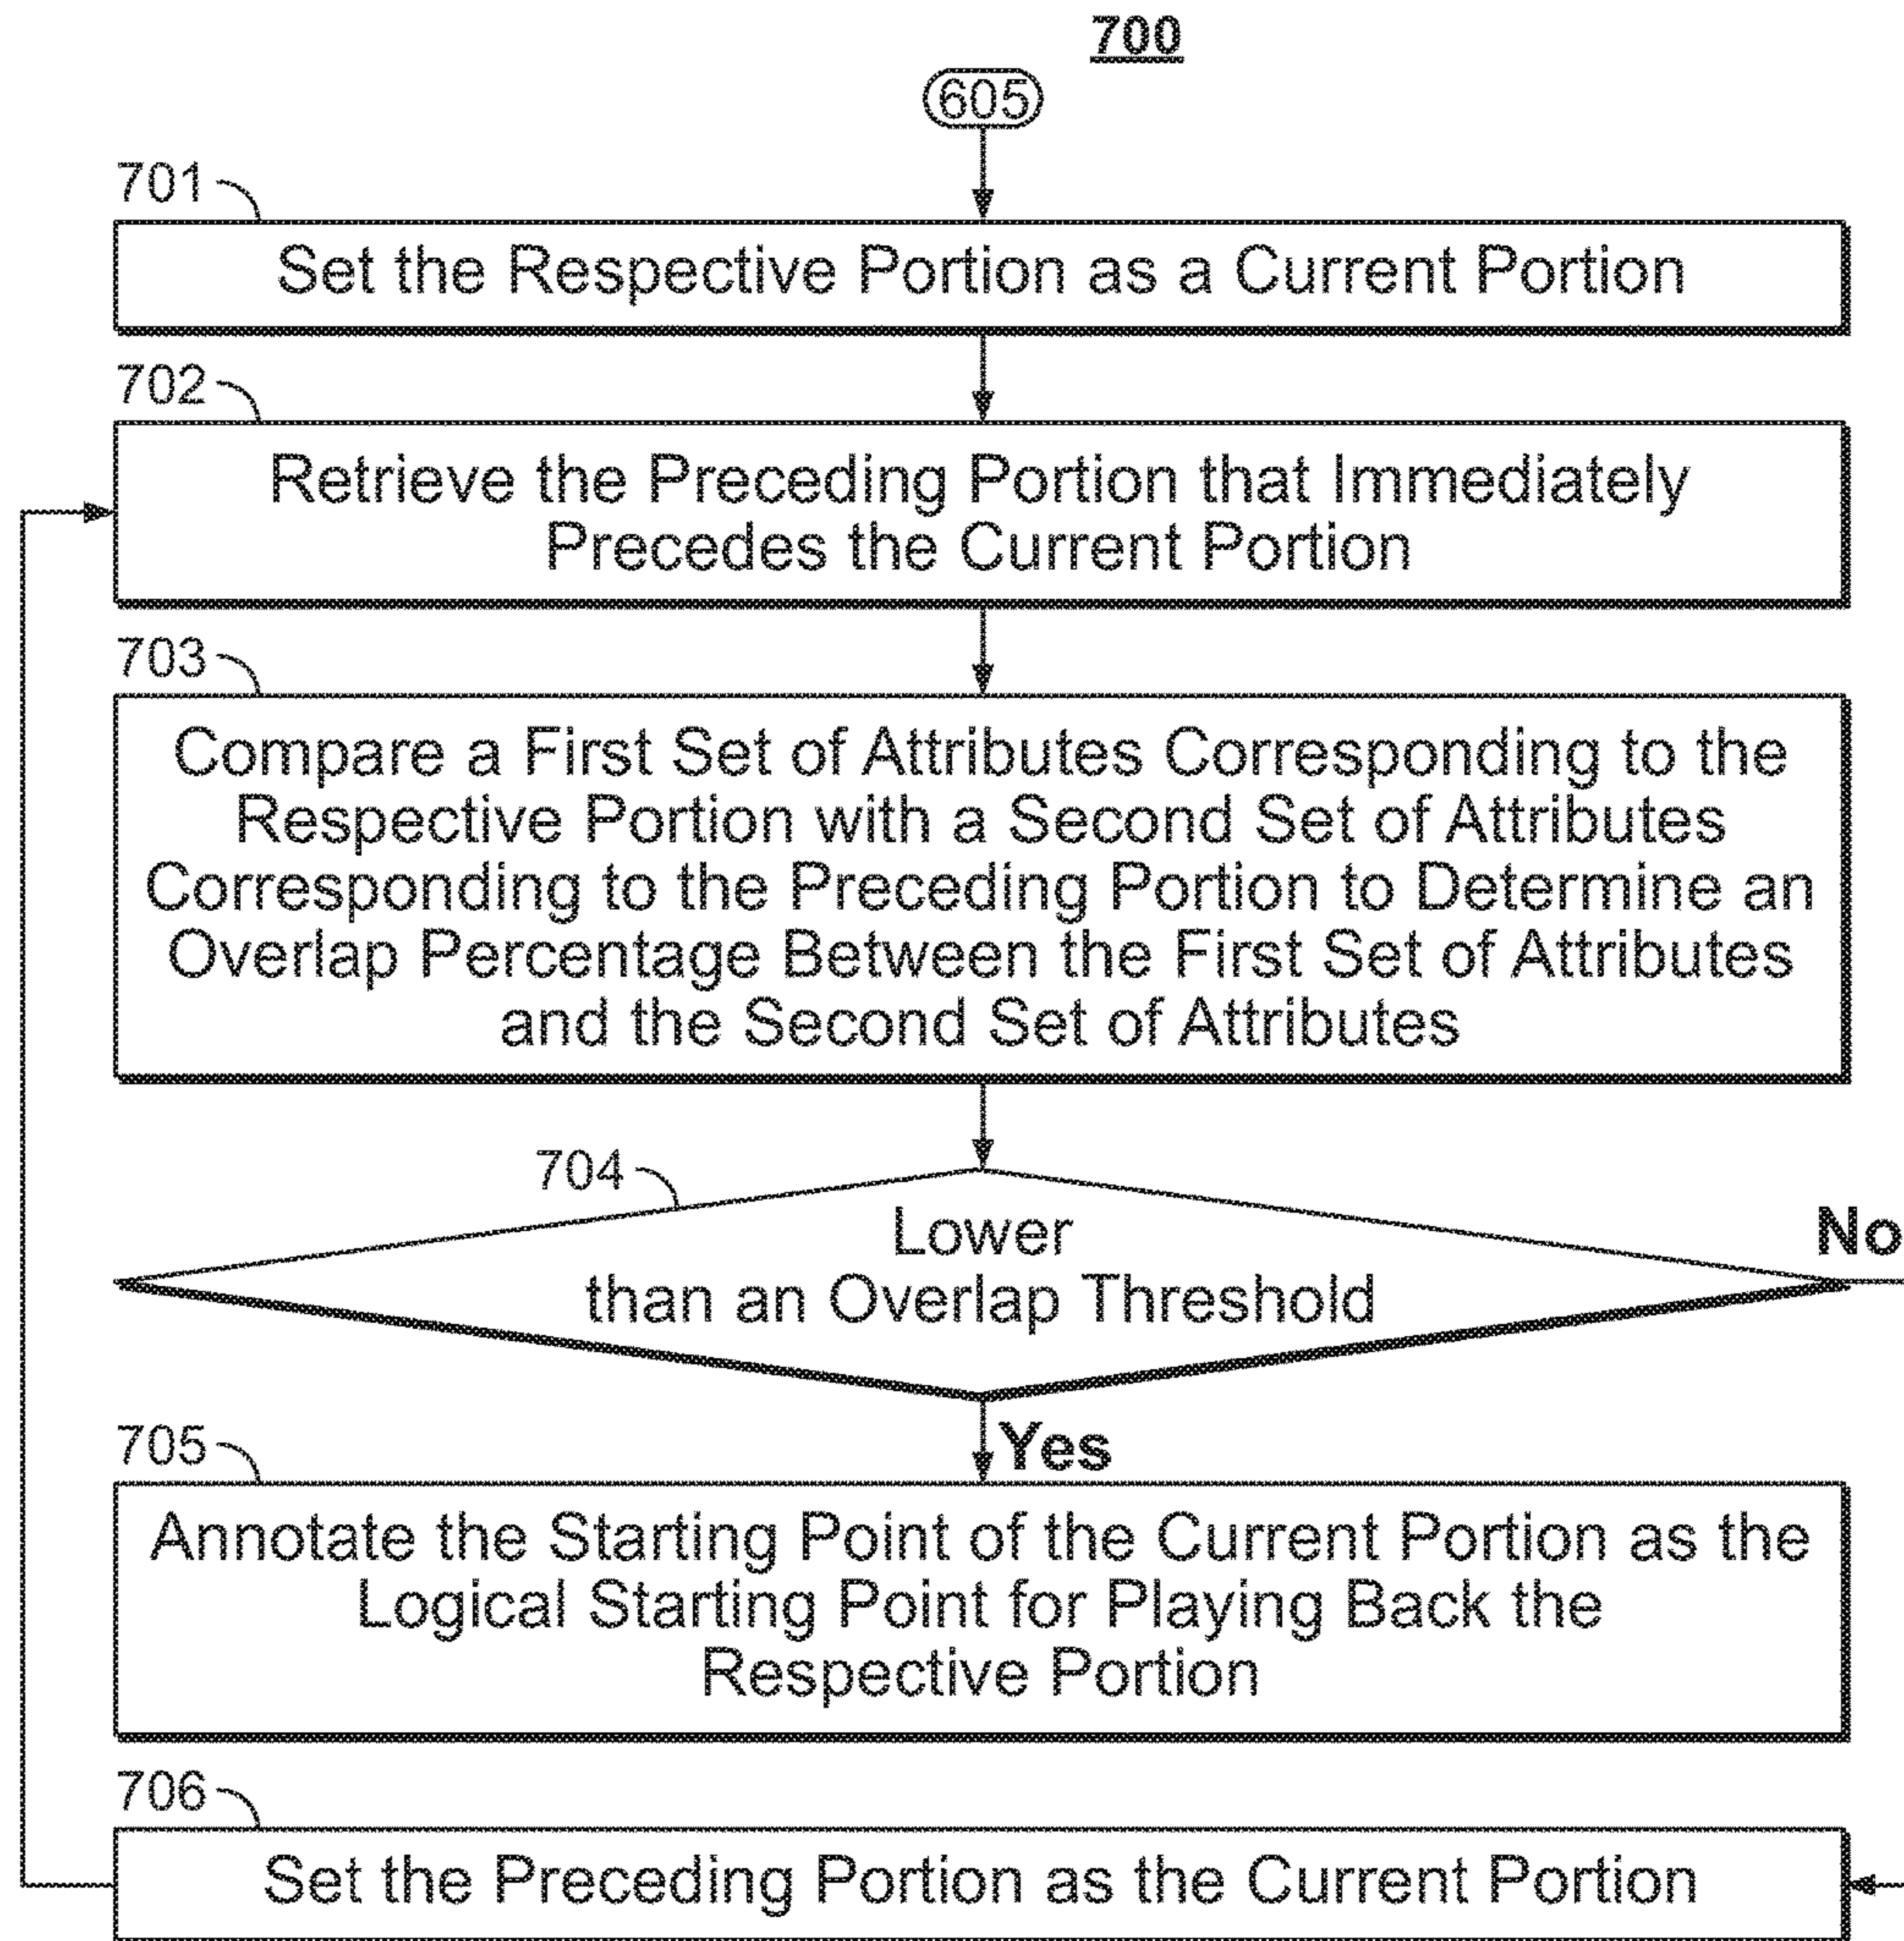 700
605
701
Set the Respective Portion as a Current Portion
702
Retrieve the Preceding Portion that Immediately
Precedes the Current Portion
703
Compare a First Set of Attributes Corresponding to the
Respective Portion with a Second Set of Attributes
Corresponding to the Preceding Portion to Determine an
Overlap Percentage Between the First Set of Attributes
and the Second Set of Attributes
704
Lower
than an Overlap Threshold
No
Yes
705
Annotate the Starting Point of the Current Portion as the
Logical Starting Point for Playing Back the
Respective Portion
706
Set the Preceding Portion as the Current Portion